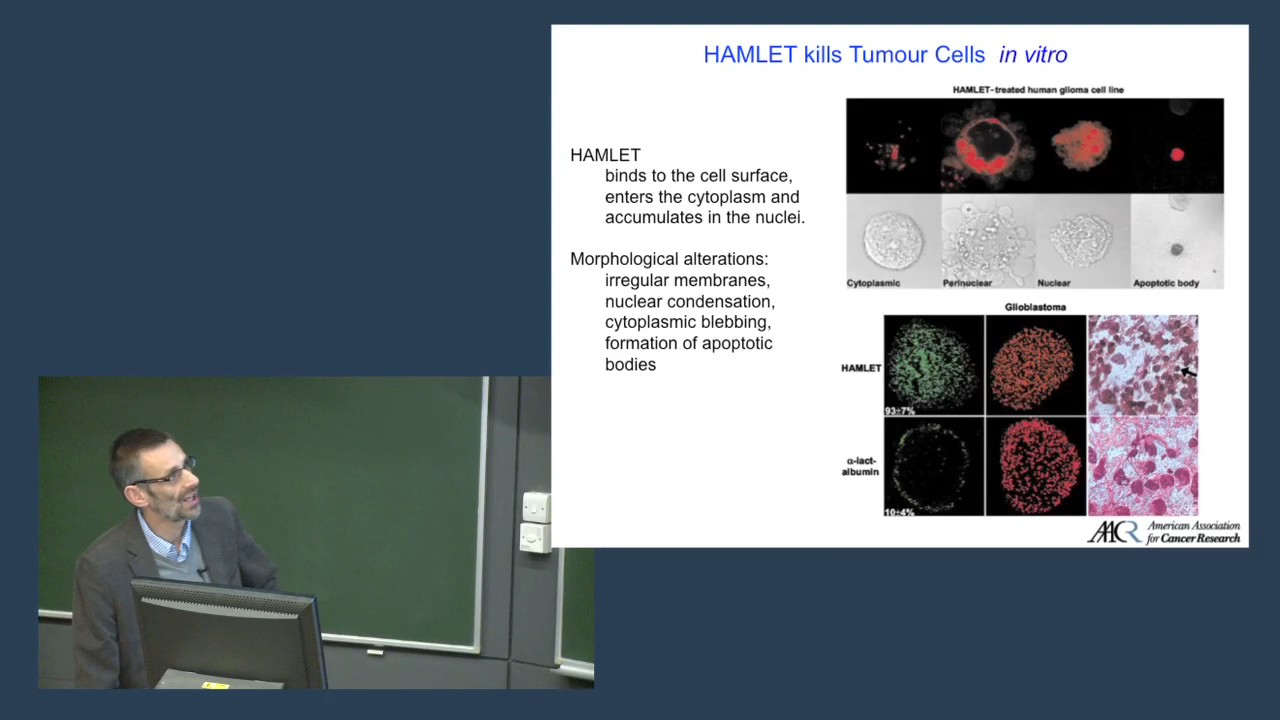 HAMLET kills Tumour Cells in vitro
HAMLET
binds to the cell surface,
enters the cytoplasm and
accumulates in the nuclei.
Morphological alterations:
irregular membranes,
nuclear condensation,
cytoplasmic blebbing,
formation of apoptotic
bodies
HAMLET-treated human glioma cell line
Cytoplasmic
Perinuclear
Nuclear
Apoptotic body
Glioblastoma
HAMLET
93±7%
α-lact-
albumin
10±4%
AACR American Association
for Cancer Research